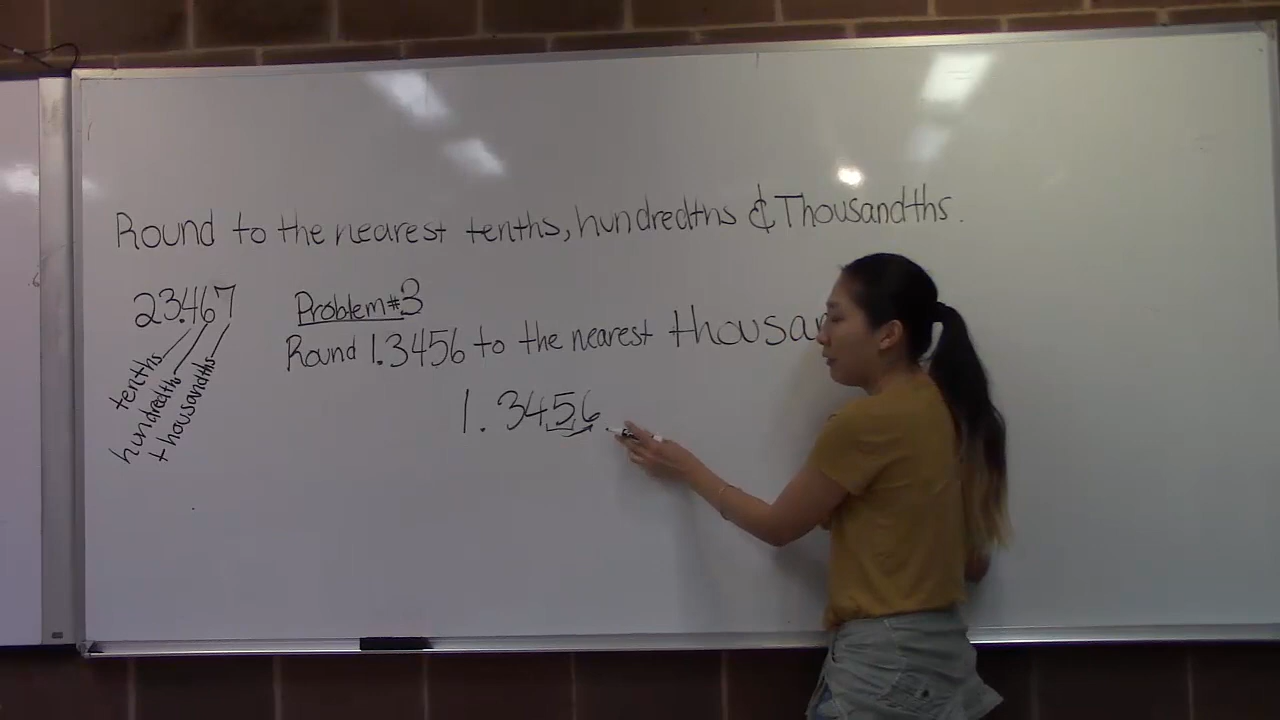 Round to the nearest tenths, hundredths & Thousandths.
23.467
tenths
hundredths
thousandths
Problem #3
Round 1.3456 to the nearest thousan
1.3456